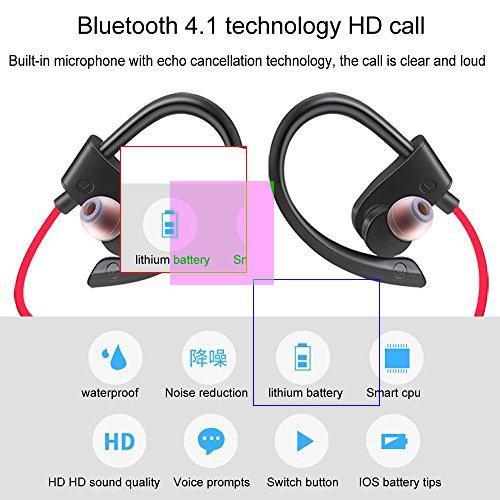 Bluetooth 4.1 technology HD call
Built-in microphone with echo cancellation technology, the call is clear and loud
lithium battery Sn
降噪
waterproof Noise reduction lithium battery Smart cpu
HD
HD HD sound quality Voice prompts Switch button IOS battery tips